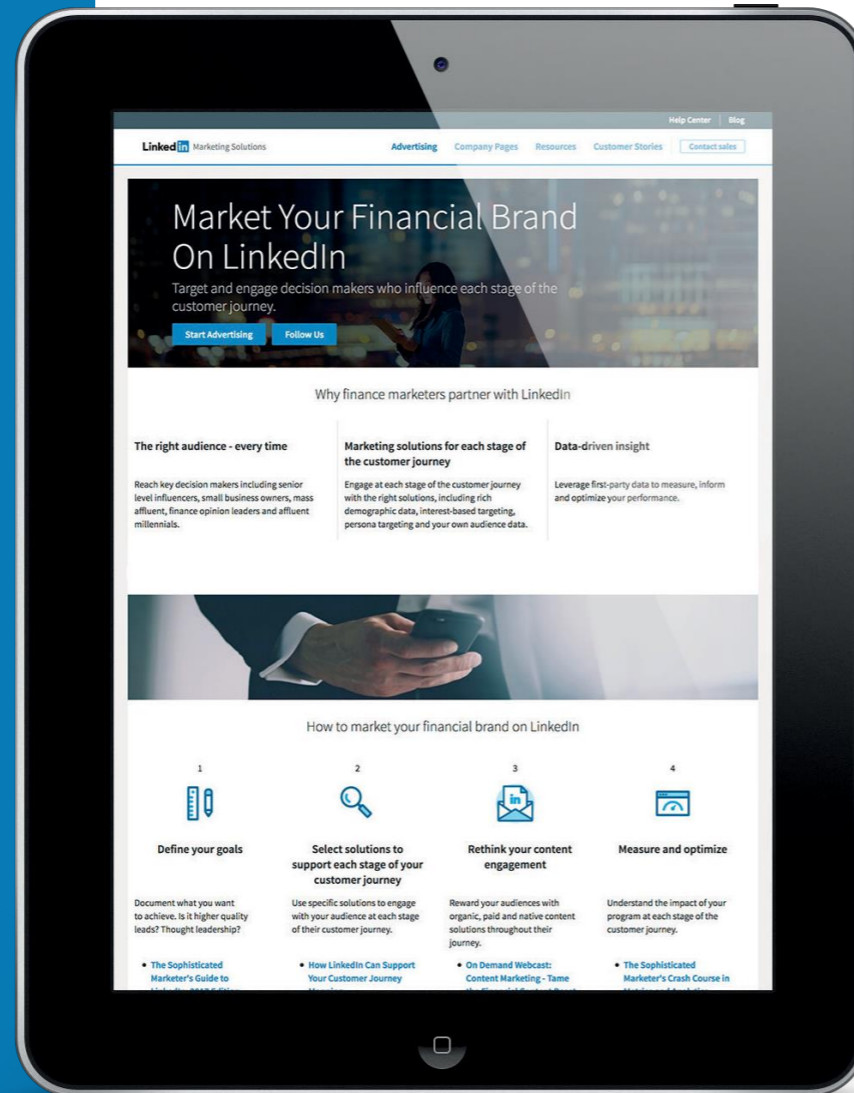 Help Center | Blog
Linked in Marketing Solutions
Advertising Company Pages Resources Customer Stories Contact sales
Market Your Financial Brand
On LinkedIn
Target and engage decision makers who influence each stage of the
customer journey.
Start Advertising Follow Us
Why finance marketers partner with LinkedIn
The right audience - every time
Reach key decision makers including senior
level influencers, small business owners, mass
affluent, finance opinion leaders and affluent
millennials.
Marketing solutions for each stage of
the customer journey
Engage at each stage of the customer journey
with the right solutions, including rich
demographic data, interest-based targeting,
persona targeting and your own audience data.
Data-driven insight
Leverage first-party data to measure, inform
and optimize your performance.
How to market your financial brand on LinkedIn
1
Define your goals
Document what you want
to achieve. Is it higher quality
leads? Thought leadership?
• The Sophisticated
Marketer's Guide to
2
Select solutions to
support each stage of your
customer journey
Use specific solutions to engage
with your audience at each stage
of their customer journey.
• How LinkedIn Can Support
Your Customer Journey
3
in
Rethink your content
engagement
Reward your audiences with
organic, paid and native content
solutions throughout their
journey.
• On Demand Webcast:
Content Marketing - Tame
4
Measure and optimize
Understand the impact of your
program at each stage of the
customer journey.
• The Sophisticated
Marketer's Crash Course in